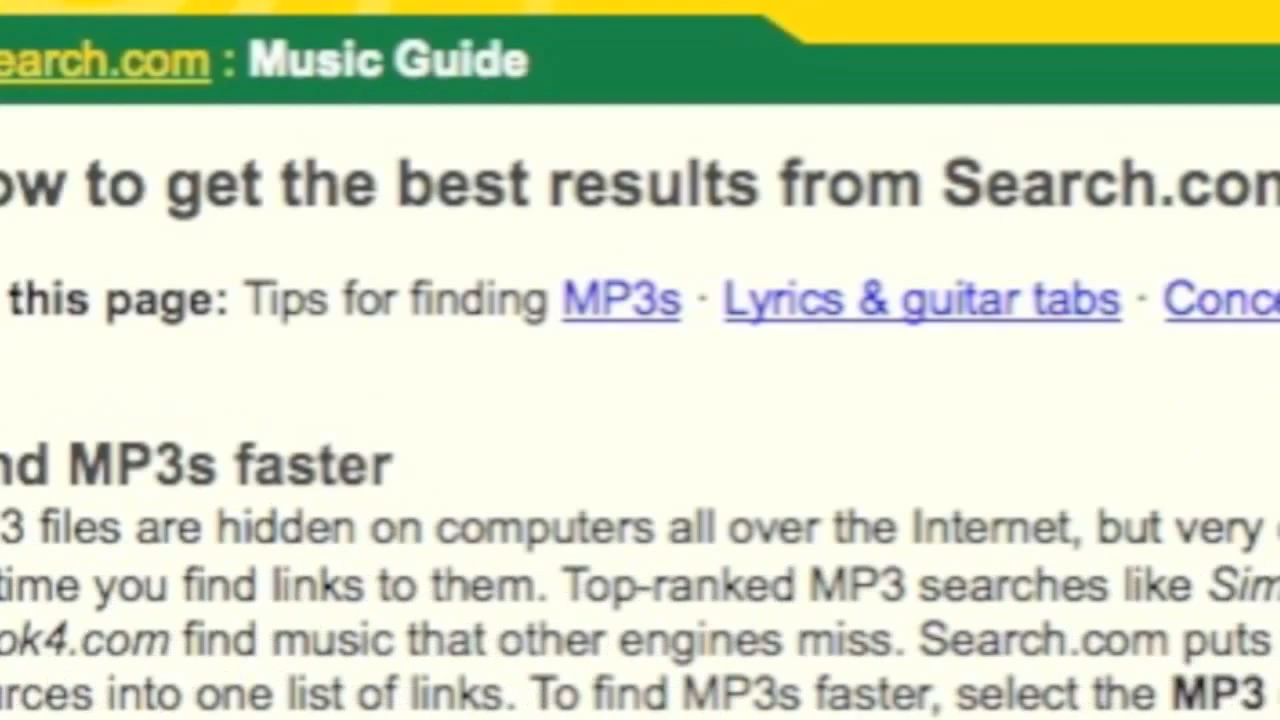 earch.com : Music Guide
ow to get the best results from Search.com
this page: Tips for finding MP3s · Lyrics & guitar tabs · Conce
nd MP3s faster
3 files are hidden on computers all over the Internet, but very
time you find links to them. Top-ranked MP3 searches like Sim
ok4.com find music that other engines miss. Search.com puts
urces into one list of links. To find MP3s faster, select the MP3